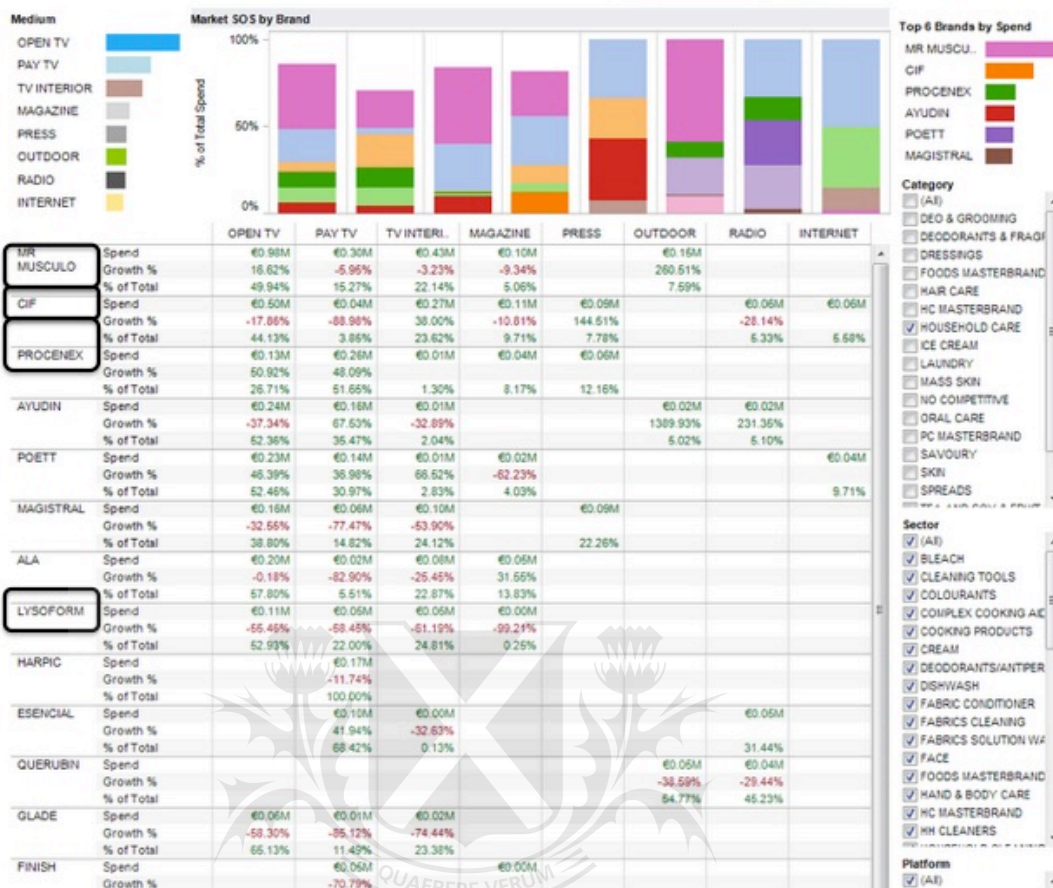 Medium
OPEN TV
PAY TV
TV INTERIOR
MAGAZINE
PRESS
OUTDOOR
RADIO
INTERNET
Market SOS by Brand
% of Total Spend
100%
50%
0%
Top 6 Brands by Spend
MR MUSCU..
CIF
PROCENEX
AYUDIN
POETT
MAGISTRAL
OPEN TV PAY TV TV INTERI.. MAGAZINE PRESS OUTDOOR RADIO INTERNET
MR MUSCULO Spend €0.98M €0.30M €0.43M €0.10M €0.15M
Growth % 16.62% -5.95% -3.23% -9.34% 260.51%
% of Total 49.94% 15.27% 22.14% 5.06% 7.59%
CIF Spend €0.50M €0.04M €0.27M €0.11M €0.09M €0.06M €0.06M
Growth % -17.86% -88.98% 38.00% -10.81% 144.51% -28.14%
% of Total 44.13% 3.85% 23.62% 9.71% 7.78% 5.33% 5.58%
PROCENEX Spend €0.13M €0.26M €0.01M €0.04M €0.06M
Growth % 50.92% 48.09%
% of Total 26.71% 51.65% 1.30% 8.17% 12.16%
AYUDIN Spend €0.24M €0.16M €0.01M €0.02M €0.02M
Growth % -37.34% 67.53% -32.89% 1389.93% 231.35%
% of Total 52.36% 35.47% 2.04% 5.02% 5.10%
POETT Spend €0.23M €0.14M €0.01M €0.02M €0.04M
Growth % 46.39% 36.98% 66.52% -62.23%
% of Total 52.46% 30.97% 2.83% 4.03% 9.71%
MAGISTRAL Spend €0.16M €0.06M €0.10M €0.09M
Growth % -32.55% -77.47% -53.90%
% of Total 38.80% 14.82% 24.12% 22.26%
ALA Spend €0.20M €0.02M €0.08M €0.05M
Growth % -0.18% -82.90% -25.45% 31.55%
% of Total 57.80% 5.51% 22.87% 13.83%
LYSOFORM Spend €0.11M €0.05M €0.05M €0.00M
Growth % -55.46% -58.45% -61.19% -99.21%
% of Total 52.93% 22.00% 24.81% 0.25%
HARPIC Spend €0.17M
Growth % -11.74%
% of Total 100.00%
ESENCIAL Spend €0.10M €0.00M €0.05M
Growth % 41.94% -32.63%
% of Total 68.42% 0.13% 31.44%
QUERUBIN Spend €0.05M €0.04M
Growth % -38.59% -29.44%
% of Total 54.77% 45.23%
GLADE Spend €0.06M €0.01M €0.02M
Growth % -58.30% -85.12% -74.44%
% of Total 65.13% 11.49% 23.38%
FINISH Spend €0.05M €0.00M
Growth % -70.79%
QUAERERE VERUM
Category
(All)
DEO & GROOMING
DEODORANTS & FRAGR
DRESSINGS
FOODS MASTERBRAND
HAIR CARE
HC MASTERBRAND
HOUSEHOLD CARE
ICE CREAM
LAUNDRY
MASS SKIN
NO COMPETITIVE
ORAL CARE
PC MASTERBRAND
SAVOURY
SKIN
SPREADS
Sector
(All)
BLEACH
CLEANING TOOLS
COLOURANTS
COMPLEX COOKING AID
COOKING PRODUCTS
CREAM
DEODORANTS/ANTIPER
DISHWASH
FABRIC CONDITIONER
FABRICS CLEANING
FABRICS SOLUTION WA
FACE
FOODS MASTERBRAND
HAND & BODY CARE
HC MASTERBRAND
HH CLEANERS
Platform
(All)